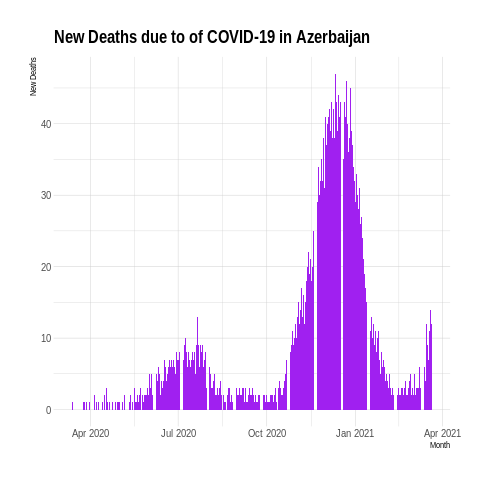 New Deaths due to of COVID-19 in Azerbaijan
New Deaths
40
30
20
10
0
Apr 2020 Jul 2020 Oct 2020 Jan 2021 Apr 2021
Month